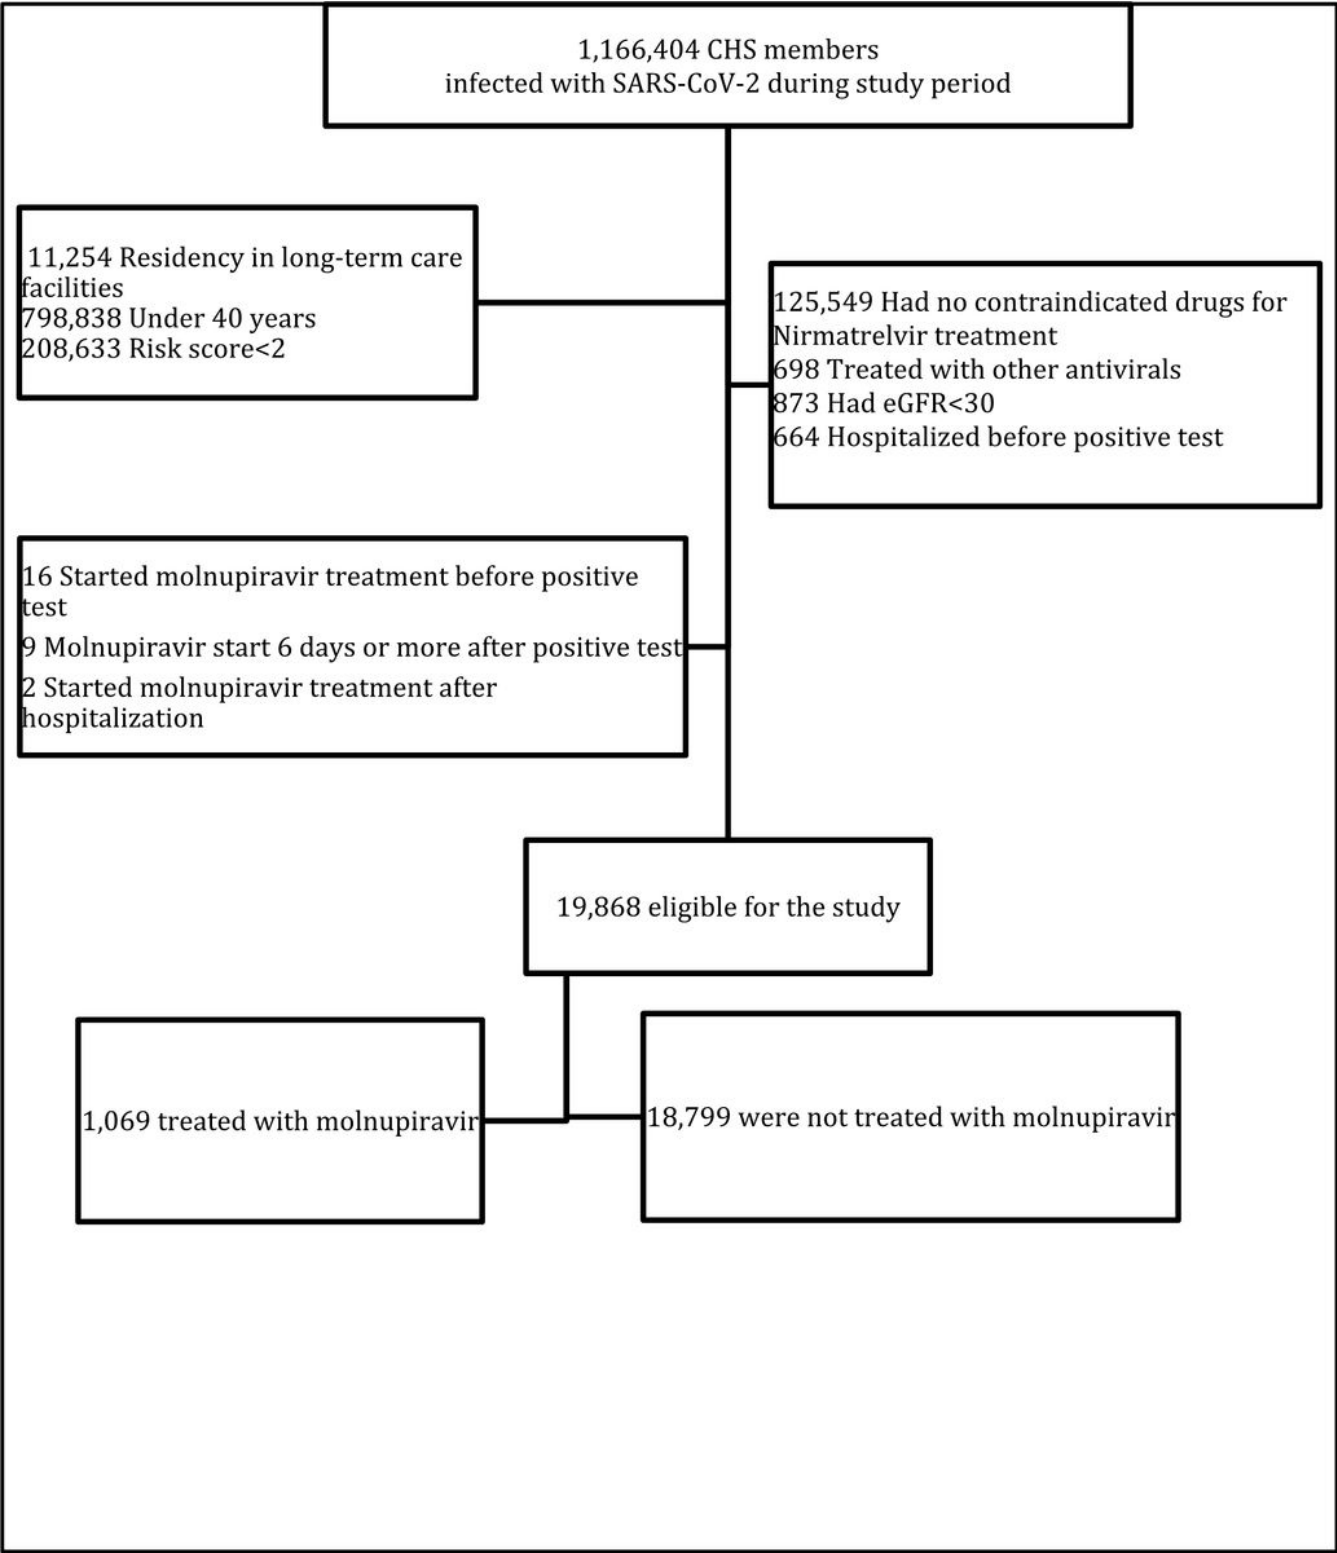 1,166,404 CHS members
infected with SARS-CoV-2 during study period
11,254 Residency in long-term care
facilities
798,838 Under 40 years
208,633 Risk score<2
125,549 Had no contraindicated drugs for
Nirmatrelvir treatment
698 Treated with other antivirals
873 Had eGFR<30
664 Hospitalized before positive test
16 Started molnupiravir treatment before positive
test
9 Molnupiravir start 6 days or more after positive test
2 Started molnupiravir treatment after
hospitalization
19,868 eligible for the study
1,069 treated with molnupiravir
18,799 were not treated with molnupiravir